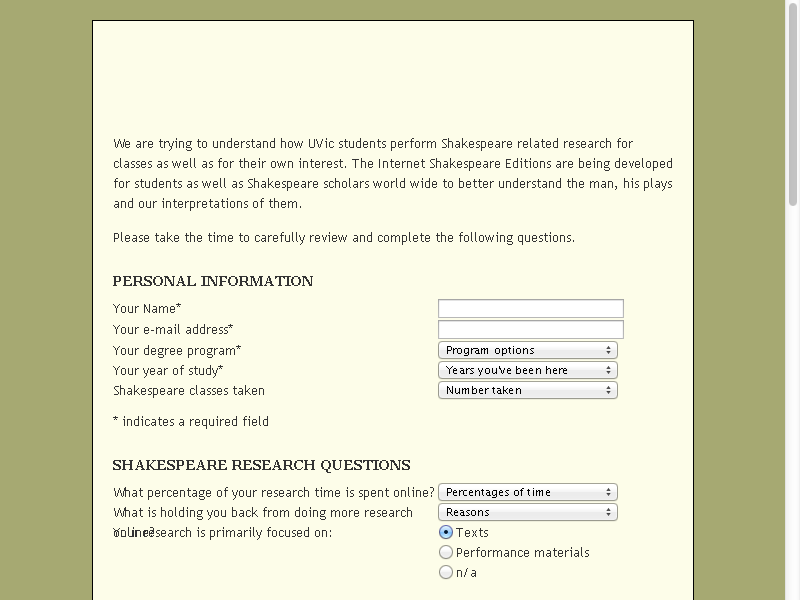 We are trying to understand how UVic students perform Shakespeare related research for
classes as well as for their own interest. The Internet Shakespeare Editions are being developed
for students as well as Shakespeare scholars world wide to better understand the man, his plays
and our interpretations of them.
Please take the time to carefully review and complete the following questions.
PERSONAL INFORMATION
Your Name*
Your e-mail address*
Your degree program* Program options
Your year of study* Years you've been here
Shakespeare classes taken Number taken
* indicates a required field
SHAKESPEARE RESEARCH QUESTIONS
What percentage of your research time is spent online? Percentages of time
What is holding you back from doing more research Reasons
online?
Your research is primarily focused on: Texts
Performance materials
n/a